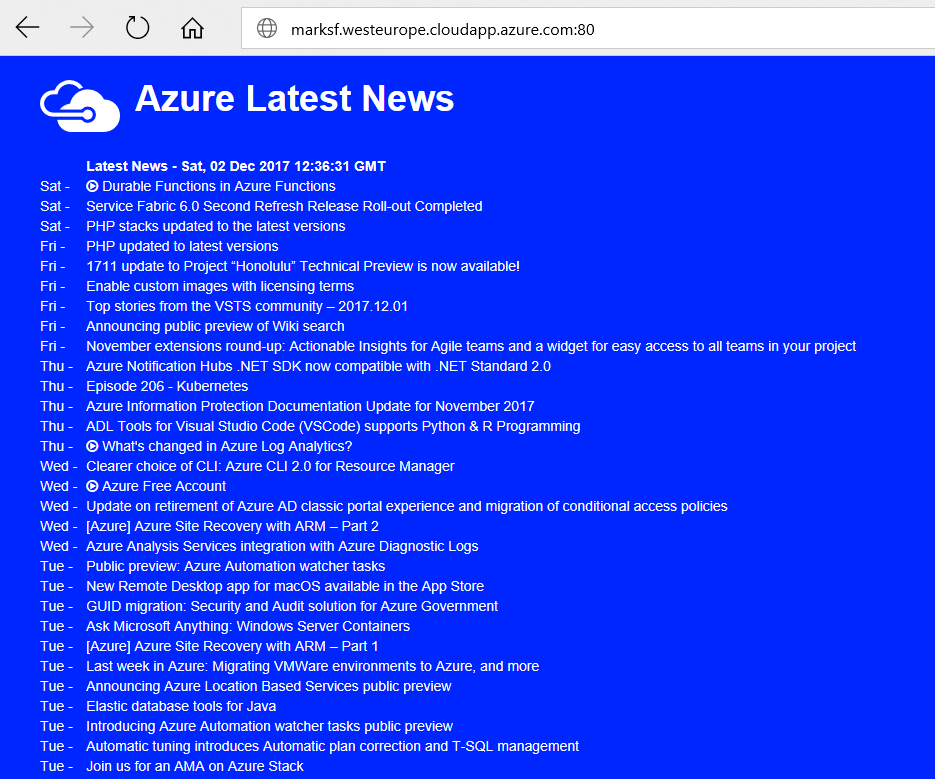 marksf.westeurope.cloudapp.azure.com:80
Azure Latest News
Latest News - Sat, 02 Dec 2017 12:36:31 GMT
Sat - Durable Functions in Azure Functions
Sat - Service Fabric 6.0 Second Refresh Release Roll-out Completed
Sat - PHP stacks updated to the latest versions
Fri - PHP updated to latest versions
Fri - 1711 update to Project “Honolulu” Technical Preview is now available!
Fri - Enable custom images with licensing terms
Fri - Top stories from the VSTS community – 2017.12.01
Fri - Announcing public preview of Wiki search
Fri - November extensions round-up: Actionable Insights for Agile teams and a widget for easy access to all teams in your project
Thu - Azure Notification Hubs .NET SDK now compatible with .NET Standard 2.0
Thu - Episode 206 - Kubernetes
Thu - Azure Information Protection Documentation Update for November 2017
Thu - ADL Tools for Visual Studio Code (VSCode) supports Python & R Programming
Thu - What's changed in Azure Log Analytics?
Wed - Clearer choice of CLI: Azure CLI 2.0 for Resource Manager
Wed - Azure Free Account
Wed - Update on retirement of Azure AD classic portal experience and migration of conditional access policies
Wed - [Azure] Azure Site Recovery with ARM – Part 2
Wed - Azure Analysis Services integration with Azure Diagnostic Logs
Tue - Public preview: Azure Automation watcher tasks
Tue - New Remote Desktop app for macOS available in the App Store
Tue - GUID migration: Security and Audit solution for Azure Government
Tue - Ask Microsoft Anything: Windows Server Containers
Tue - [Azure] Azure Site Recovery with ARM – Part 1
Tue - Last week in Azure: Migrating VMWare environments to Azure, and more
Tue - Announcing Azure Location Based Services public preview
Tue - Elastic database tools for Java
Tue - Introducing Azure Automation watcher tasks public preview
Tue - Automatic tuning introduces Automatic plan correction and T-SQL management
Tue - Join us for an AMA on Azure Stack